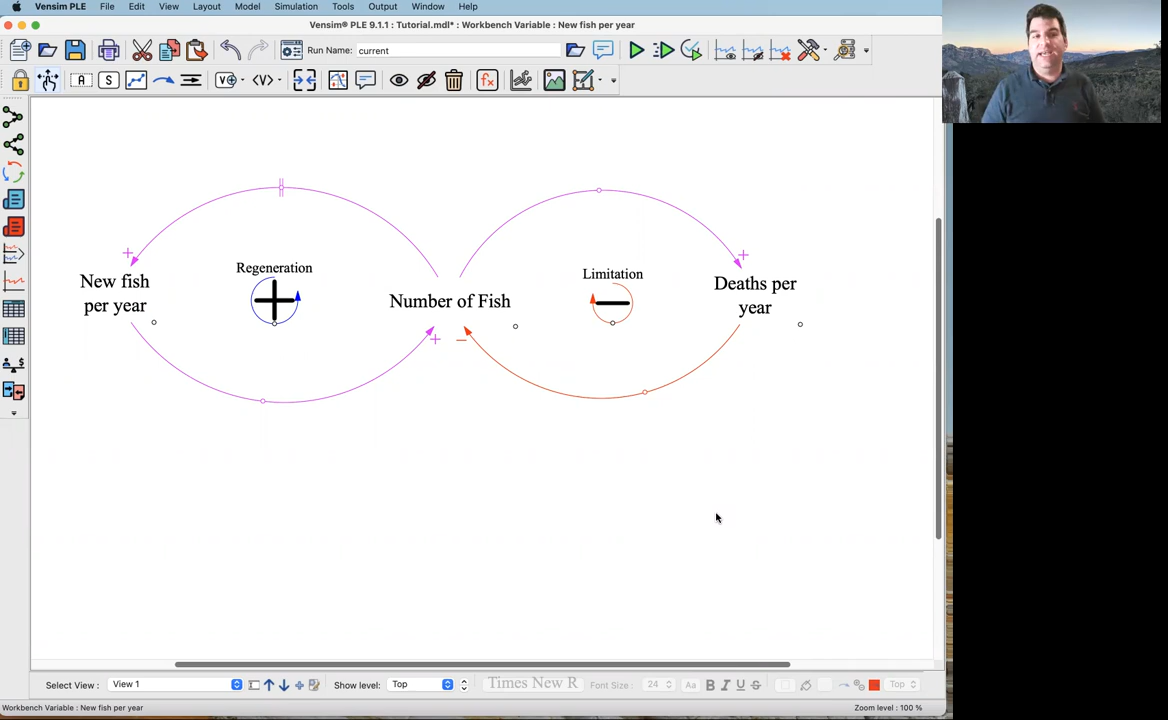 Vensim PLE File Edit View Layout Model Simulation Tools Output Window Help
Vensim® PLE 9.1.1 : Tutorial.mdl* : Workbench Variable : New fish per year
Run Name: current
A S V <V> fx
+ +
Regeneration
Limitation
New fish
per year
Number of Fish
Deaths per
year
+ –
Select View : View 1 Show level: Top Times New R Font Size : 24 Aa B I U S Top
Workbench Variable : New fish per year Zoom level : 100 %